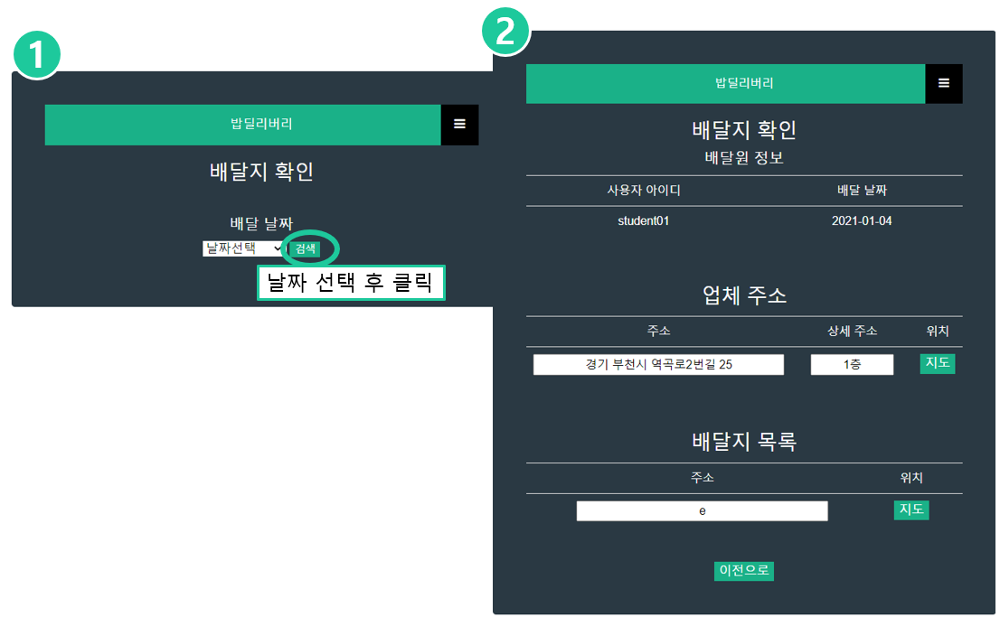 1
밥딜리버리
배달지 확인
배달 날짜
날짜선택 검색
날짜 선택 후 클릭
2
밥딜리버리
배달지 확인
배달원 정보
사용자 아이디 배달 날짜
student01 2021-01-04
업체 주소
주소 상세 주소 위치
경기 부천시 역곡로2번길 25 1층 지도
배달지 목록
주소 위치
e 지도
이전으로